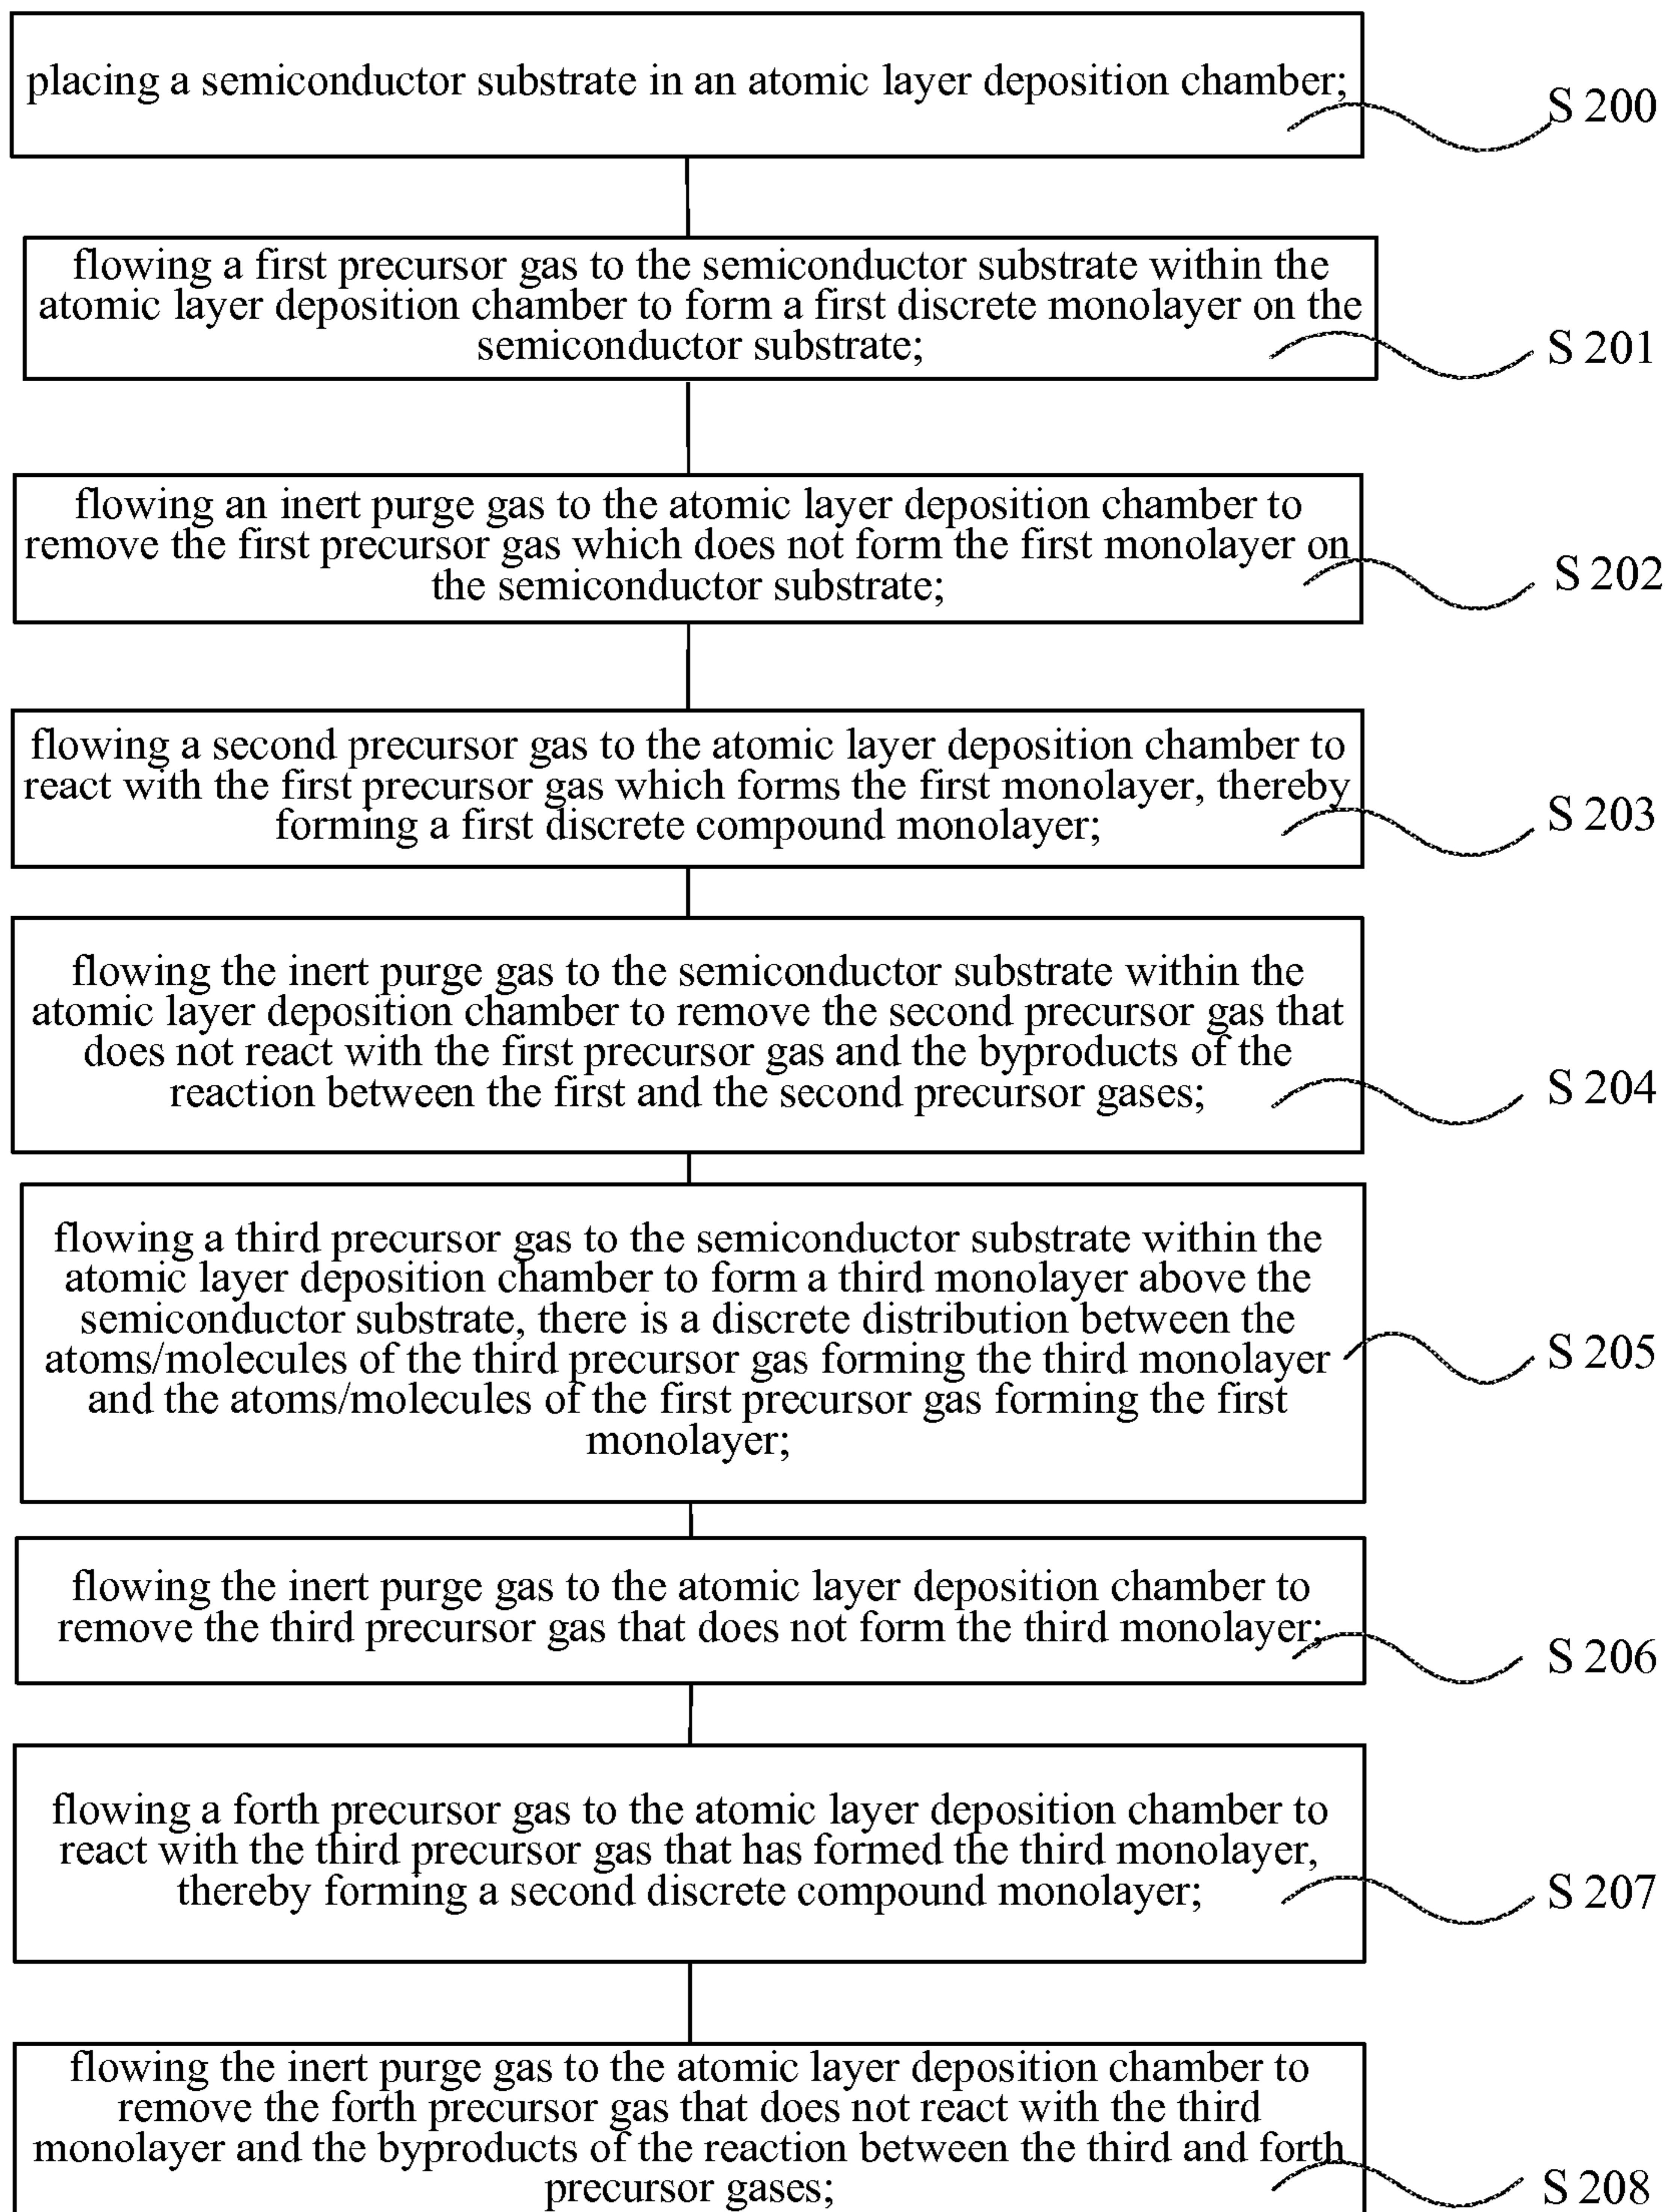 placing a semiconductor substrate in an atomic layer deposition chamber;
S 200
flowing a first precursor gas to the semiconductor substrate within the
atomic layer deposition chamber to form a first discrete monolayer on the
semiconductor substrate;
S 201
flowing an inert purge gas to the atomic layer deposition chamber to
remove the first precursor gas which does not form the first monolayer on
the semiconductor substrate;
S 202
flowing a second precursor gas to the atomic layer deposition chamber to
react with the first precursor gas which forms the first monolayer, thereby
forming a first discrete compound monolayer;
S 203
flowing the inert purge gas to the semiconductor substrate within the
atomic layer deposition chamber to remove the second precursor gas that
does not react with the first precursor gas and the byproducts of the
reaction between the first and the second precursor gases;
S 204
flowing a third precursor gas to the semiconductor substrate within the
atomic layer deposition chamber to form a third monolayer above the
semiconductor substrate, there is a discrete distribution between the
atoms/molecules of the third precursor gas forming the third monolayer
and the atoms/molecules of the first precursor gas forming the first
monolayer;
S 205
flowing the inert purge gas to the atomic layer deposition chamber to
remove the third precursor gas that does not form the third monolayer;
S 206
flowing a forth precursor gas to the atomic layer deposition chamber to
react with the third precursor gas that has formed the third monolayer,
thereby forming a second discrete compound monolayer;
S 207
flowing the inert purge gas to the atomic layer deposition chamber to
remove the forth precursor gas that does not react with the third
monolayer and the byproducts of the reaction between the third and forth
precursor gases;
S 208